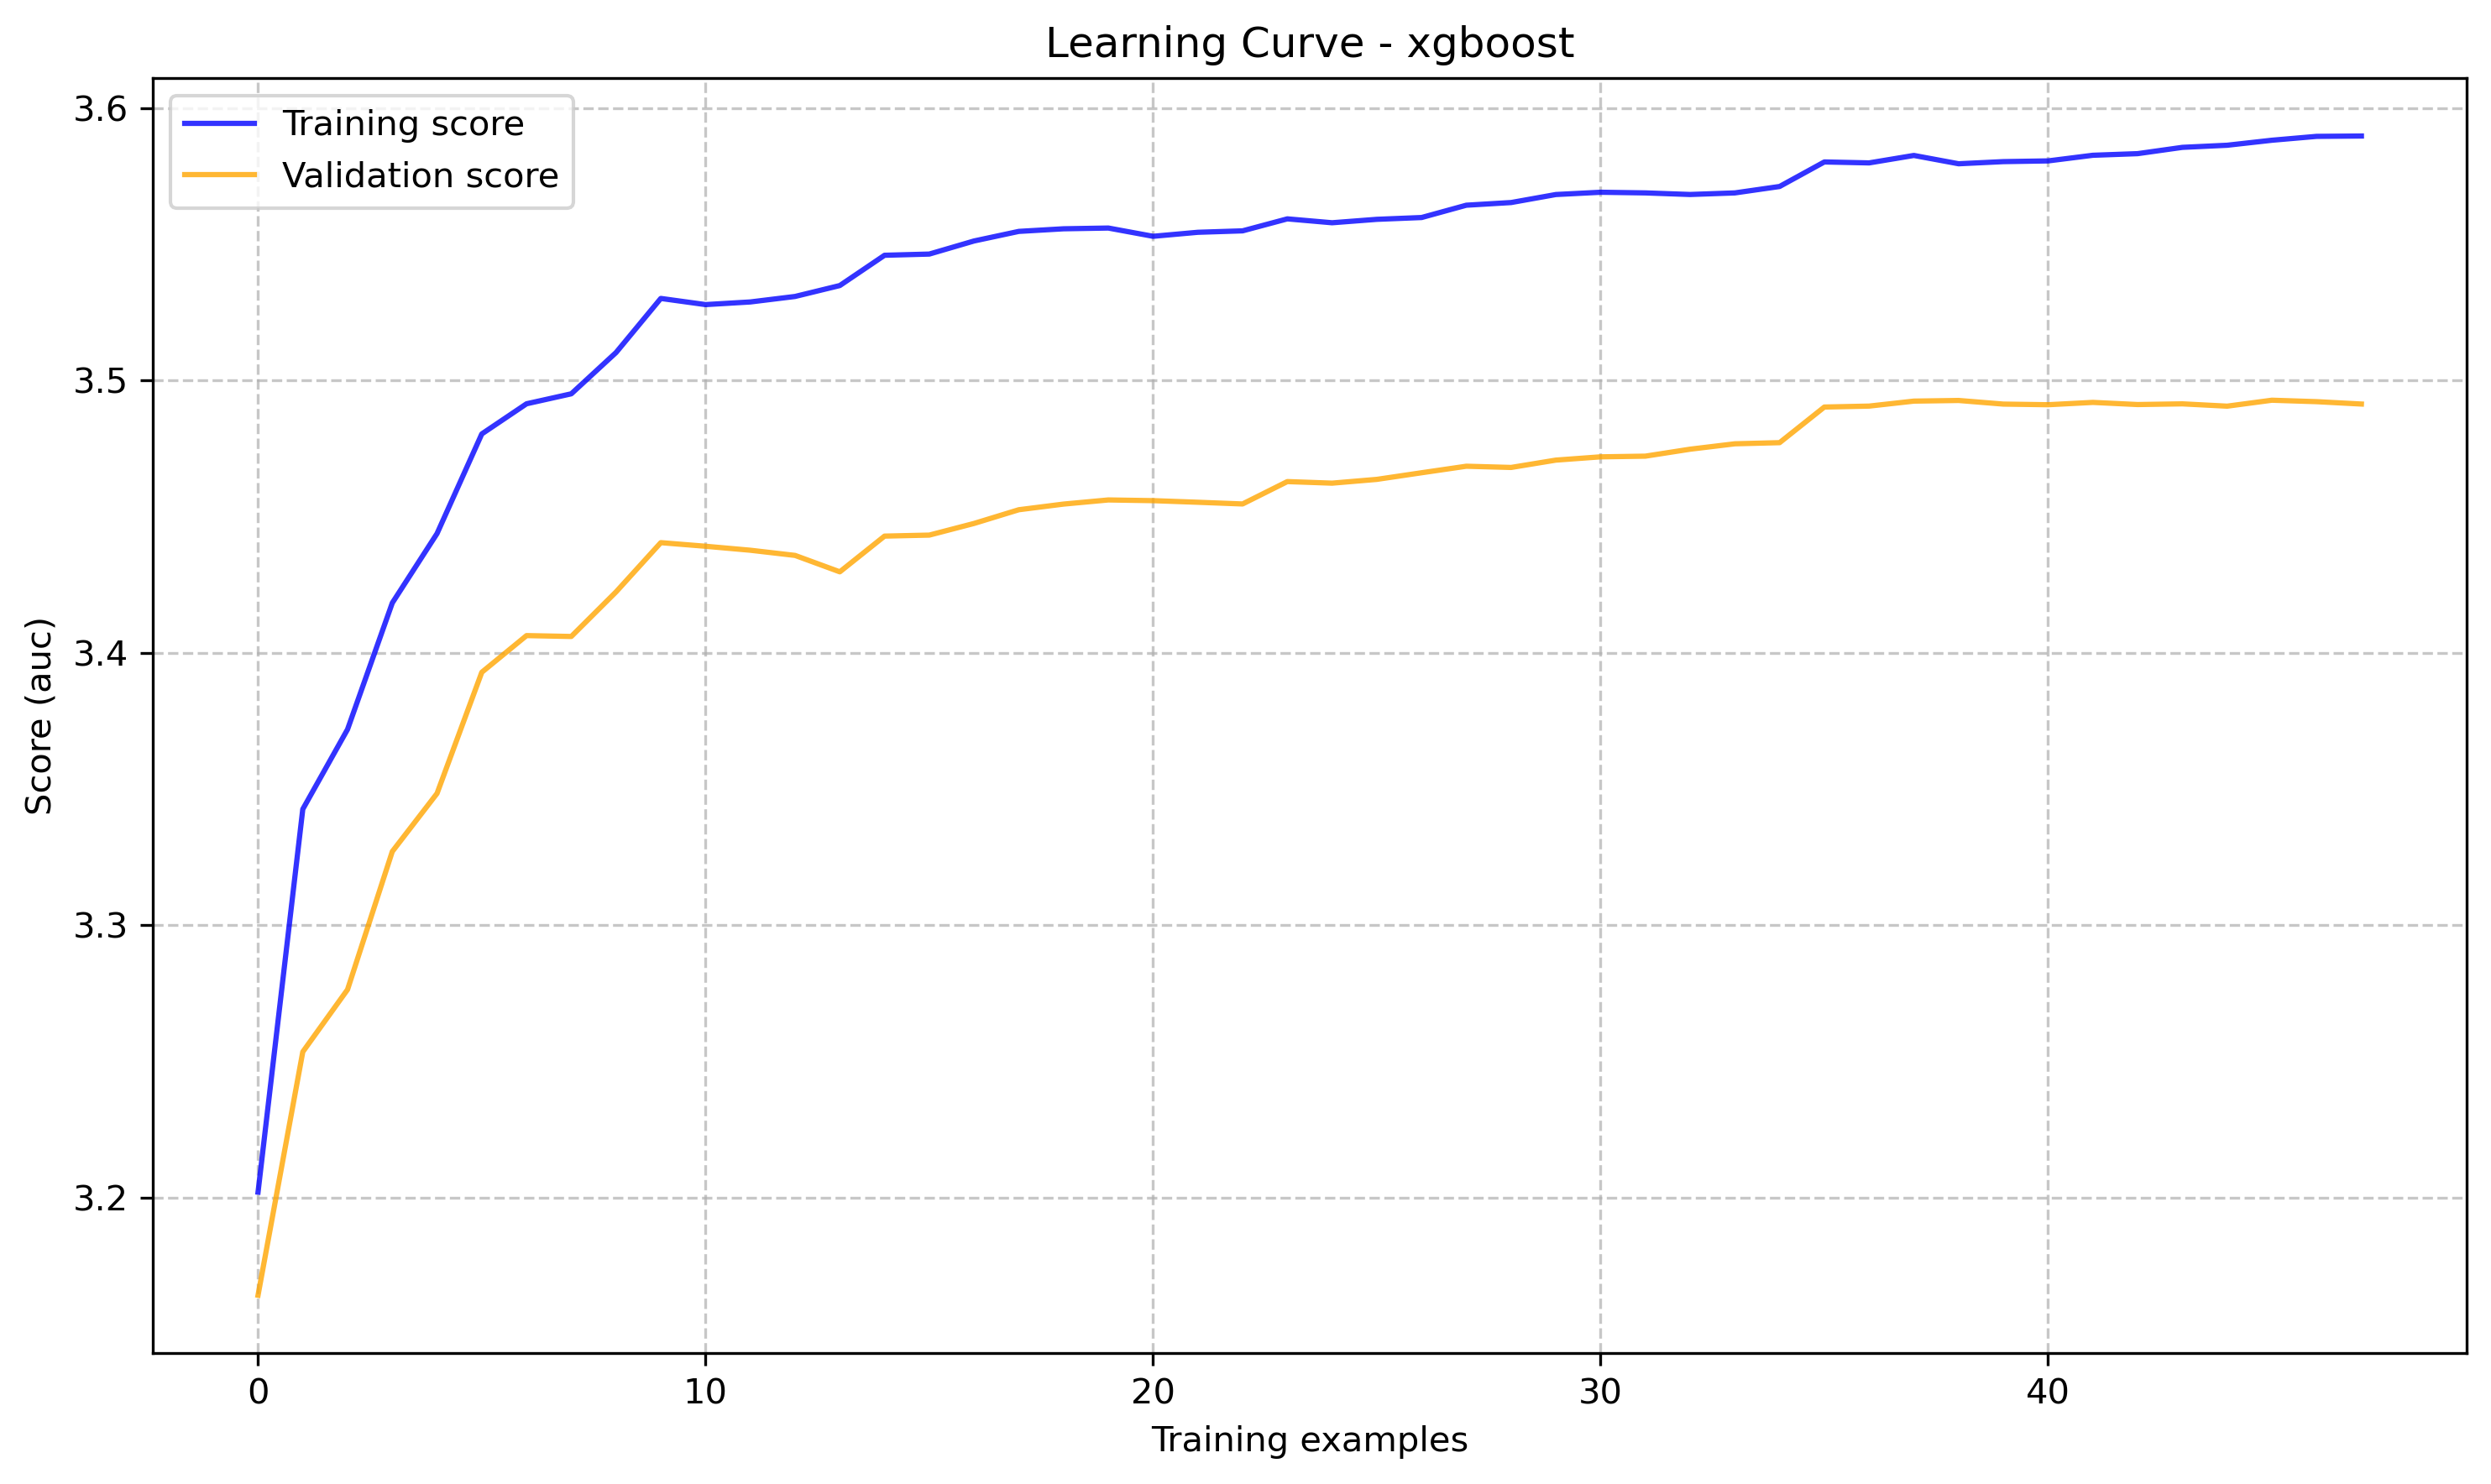 Learning Curve - xgboost
Training score
Validation score
Score (auc)
3.6
3.5
3.4
3.3
3.2
0 10 20 30 40
Training examples